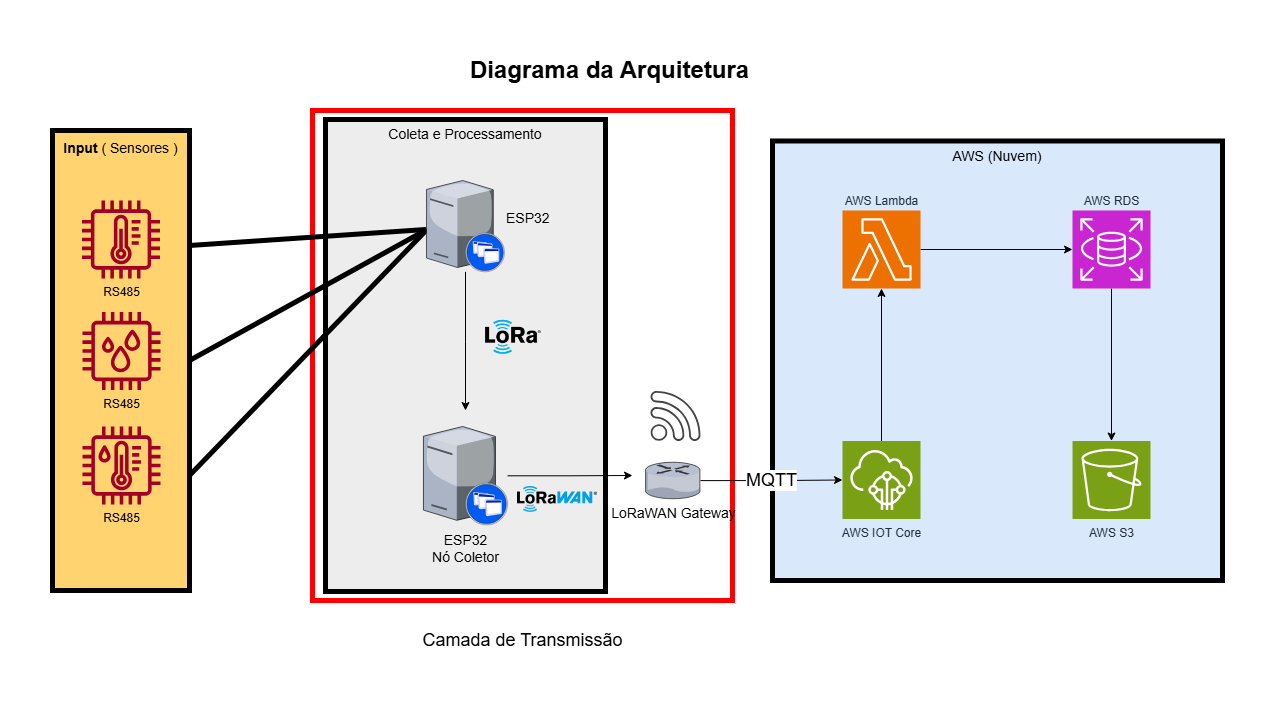 Diagrama da Arquitetura
Input ( Sensores )
RS485
RS485
RS485
Coleta e Processamento
ESP32
LoRa
ESP32
Nó Coletor
LoRaWAN
LoRaWAN Gateway
MQTT
AWS (Nuvem)
AWS Lambda
AWS RDS
AWS IOT Core
AWS S3
Camada de Transmissão